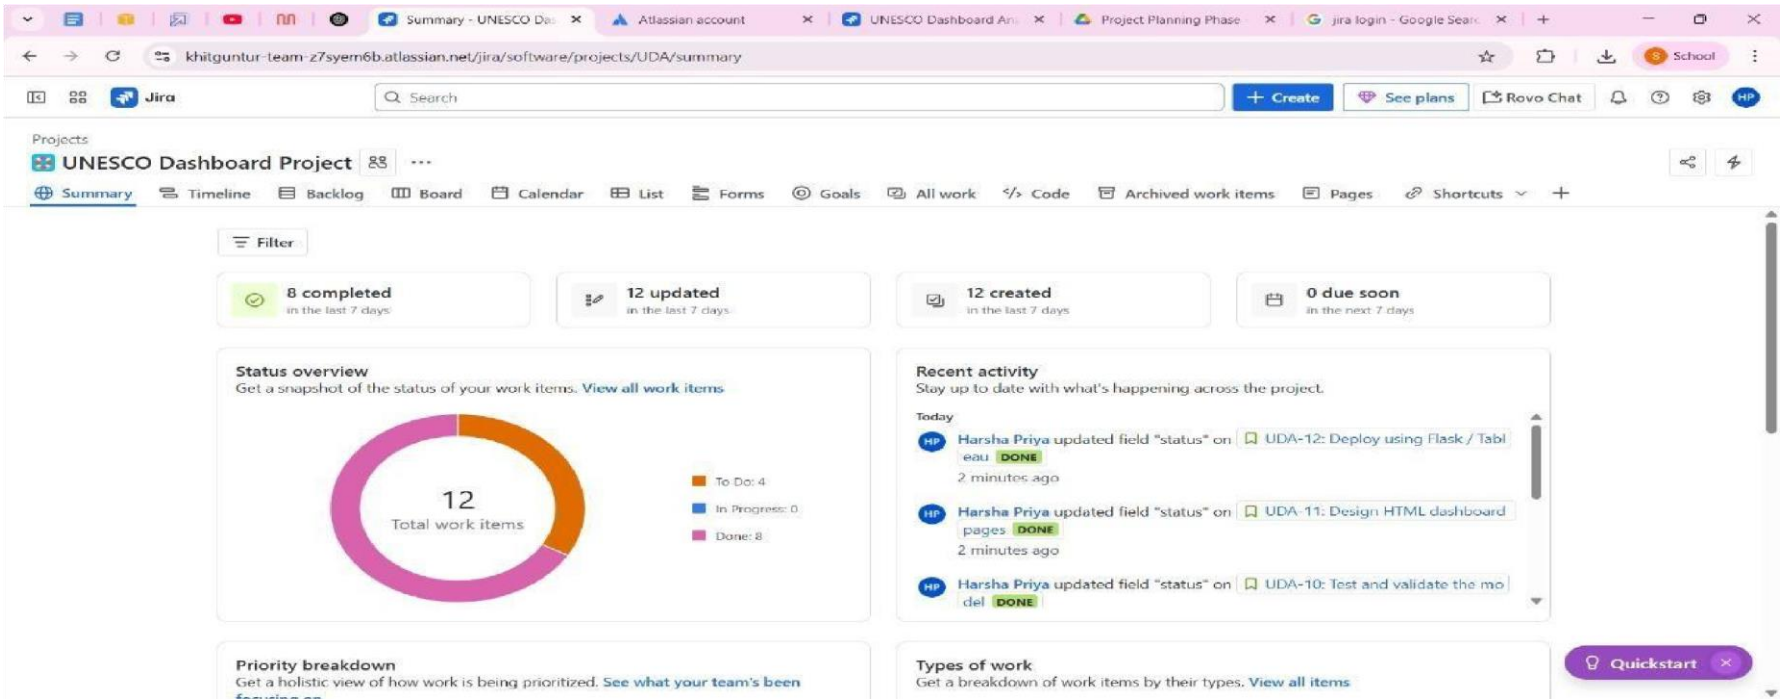 Summary - UNESCO Das
Atlassian account
UNESCO Dashboard An
Project Planning Phase
jira login - Google Searc
khitguntur-team-z7syem6b.atlassian.net/jira/software/projects/UDA/summary
S School
Jira
Search
+ Create
See plans
Rovo Chat
HP
Projects
UNESCO Dashboard Project
Summary Timeline Backlog Board Calendar List Forms Goals All work Code Archived work items Pages Shortcuts
Filter
8 completed
in the last 7 days
12 updated
in the last 7 days
12 created
in the last 7 days
0 due soon
in the next 7 days
Status overview
Get a snapshot of the status of your work items. View all work items
12
Total work items
To Do: 4
In Progress: 0
Done: 8
Recent activity
Stay up to date with what's happening across the project.
Today
HP Harsha Priya updated field "status" on UDA-12: Deploy using Flask / Tabl
eau DONE
2 minutes ago
HP Harsha Priya updated field "status" on UDA-11: Design HTML dashboard
pages DONE
2 minutes ago
HP Harsha Priya updated field "status" on UDA-10: Test and validate the mo
del DONE
Priority breakdown
Get a holistic view of how work is being prioritized. See what your team's been
focusing on
Types of work
Get a breakdown of work items by their types. View all items
Quickstart